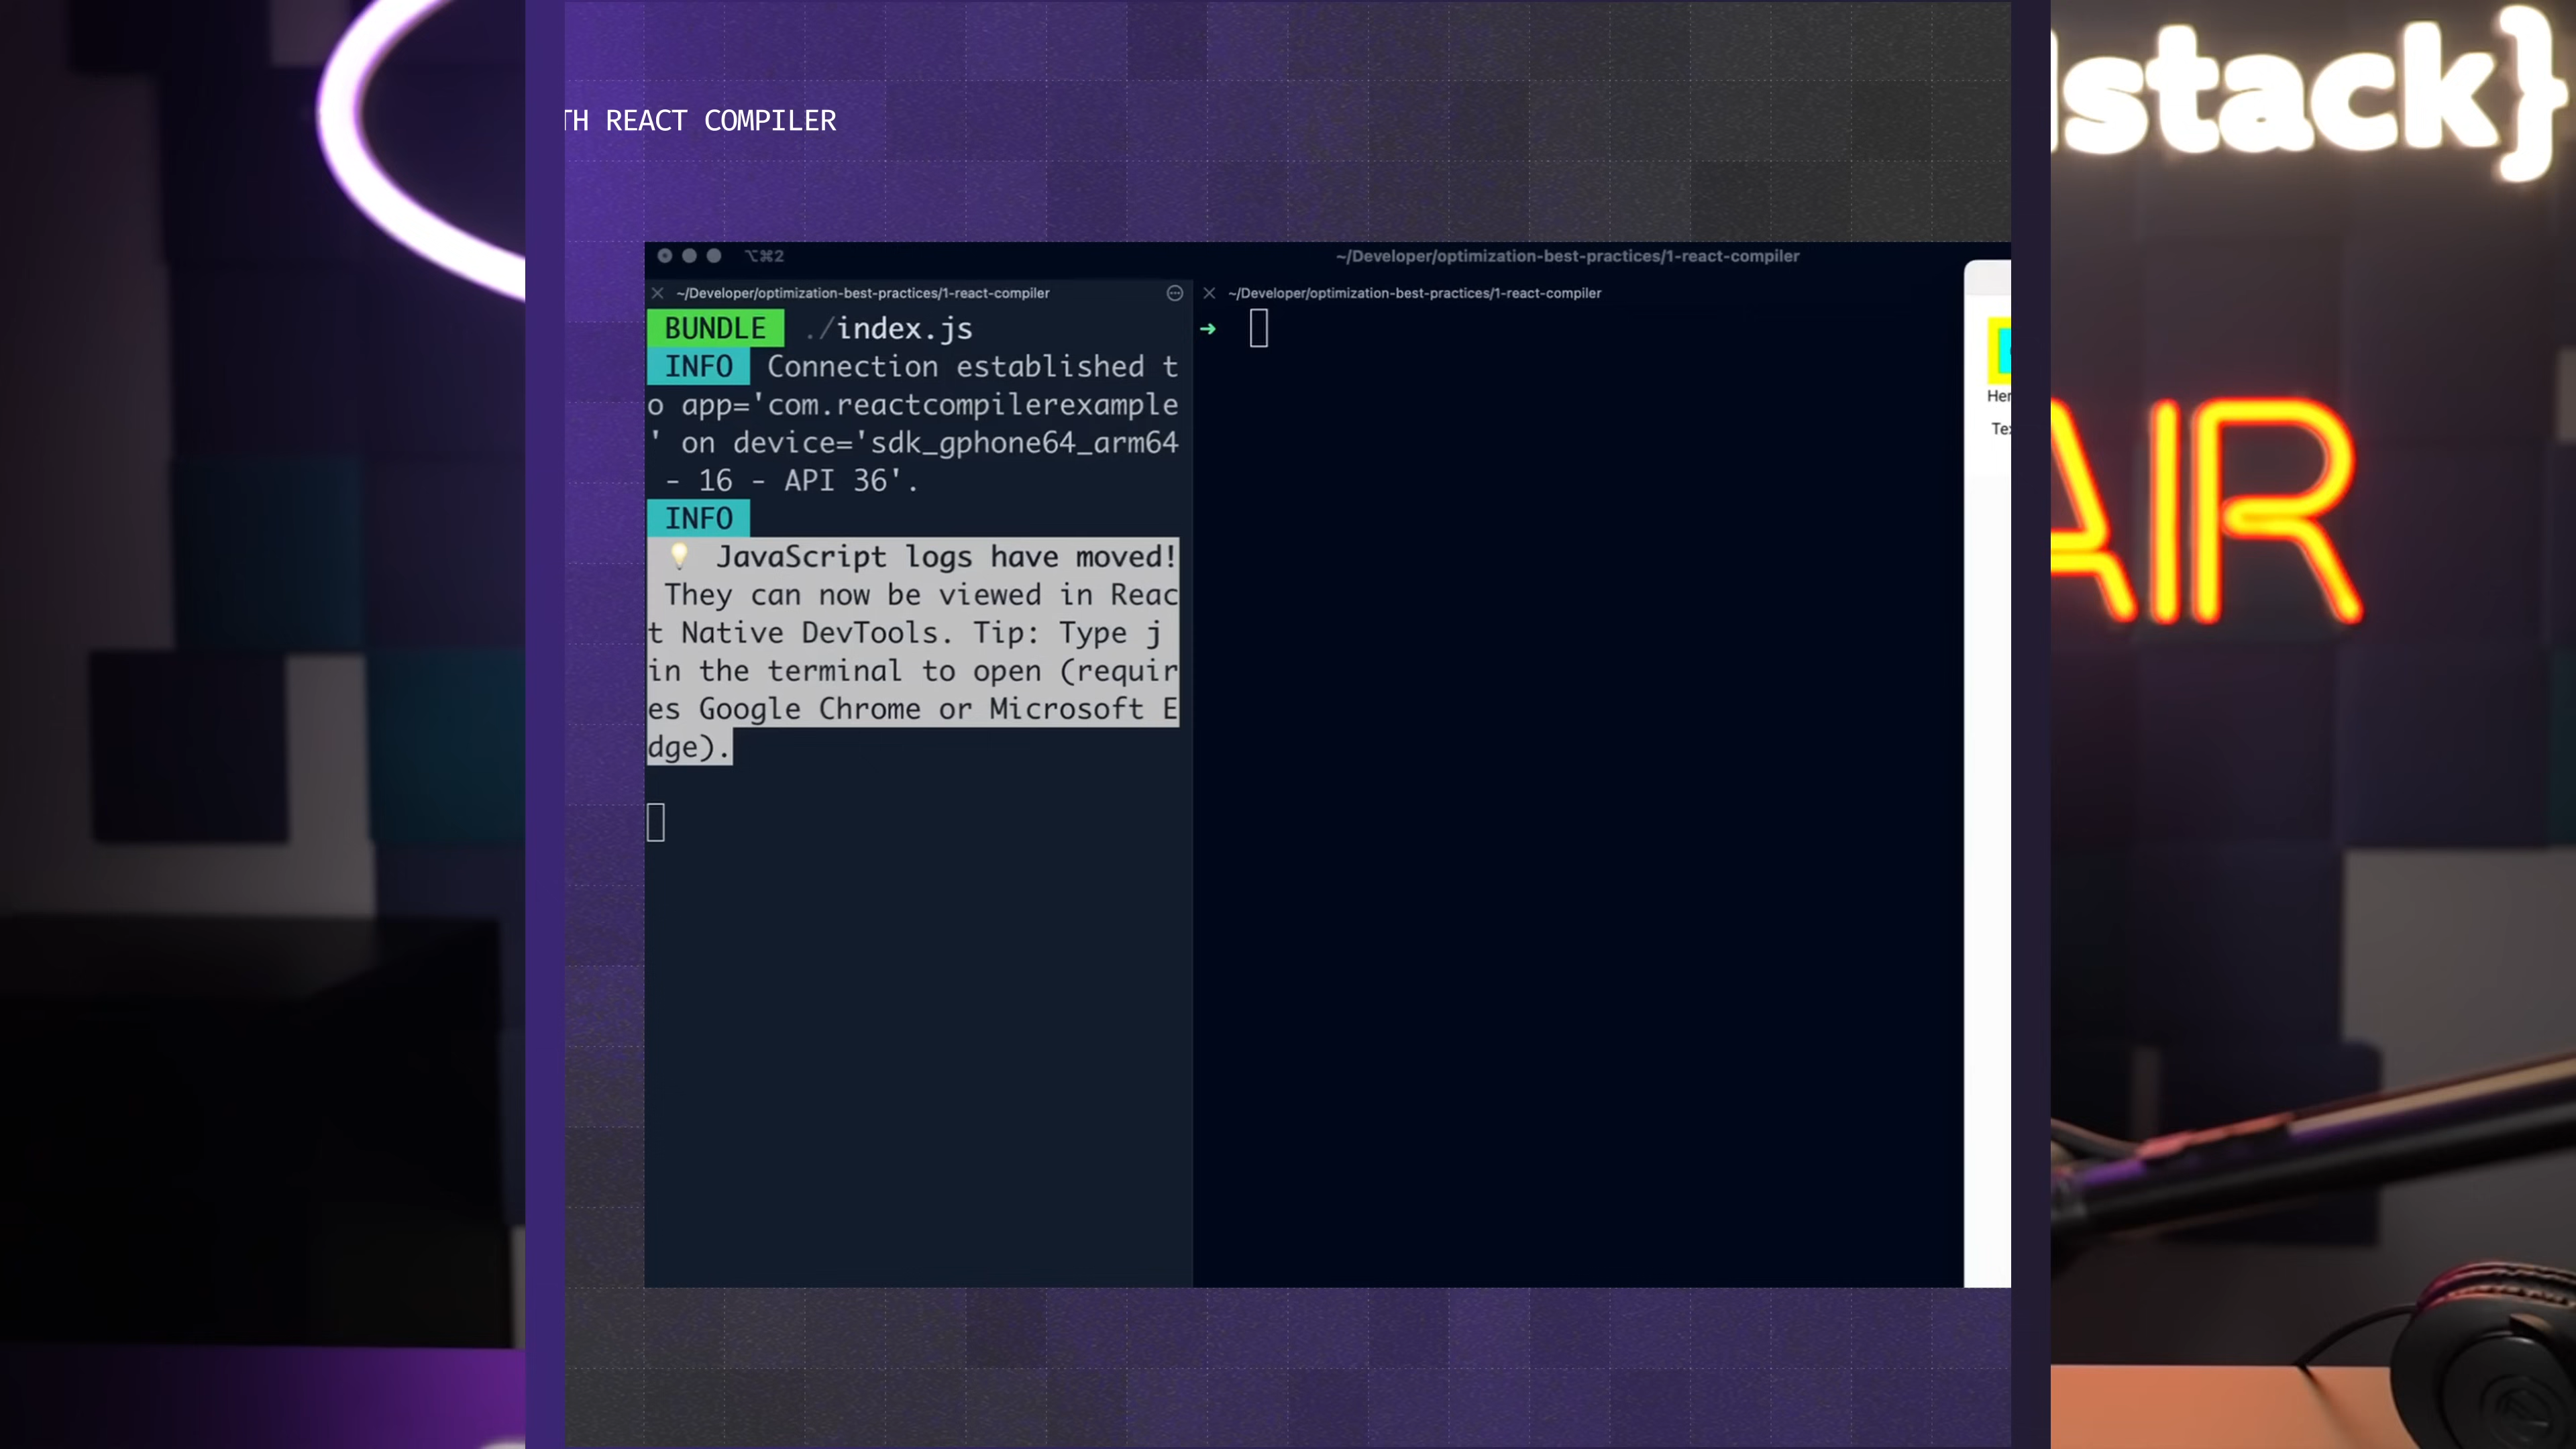 TH REACT COMPILER
stack}
AIR
⌥⌘2
~/Developer/optimization-best-practices/1-react-compiler
~/Developer/optimization-best-practices/1-react-compiler
~/Developer/optimization-best-practices/1-react-compiler
BUNDLE ./index.js
INFO Connection established t
o app='com.reactcompilerexample
' on device='sdk_gphone64_arm64
- 16 - API 36'.
INFO
💡 JavaScript logs have moved!
They can now be viewed in Reac
t Native DevTools. Tip: Type j
in the terminal to open (requir
es Google Chrome or Microsoft E
dge).